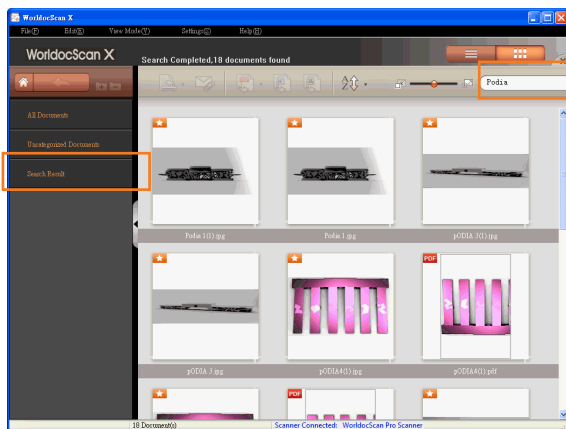 WorldocScan X
File(F) Edit(E) View Mode(V) Settings(S) Help(H)
WorldocScan X
Search Completed,18 documents found
Podia
All Documents
Uncategorized Documents
Search Result
Podia 1(1).jpg Podia 1.jpg pODIA 3(1).jpg
PDF
pODIA 3.jpg pODIA4(1).jpg pODIA4(1).pdf
PDF
18 Document(s) Scanner Connected: WorldocScan Pro Scanner